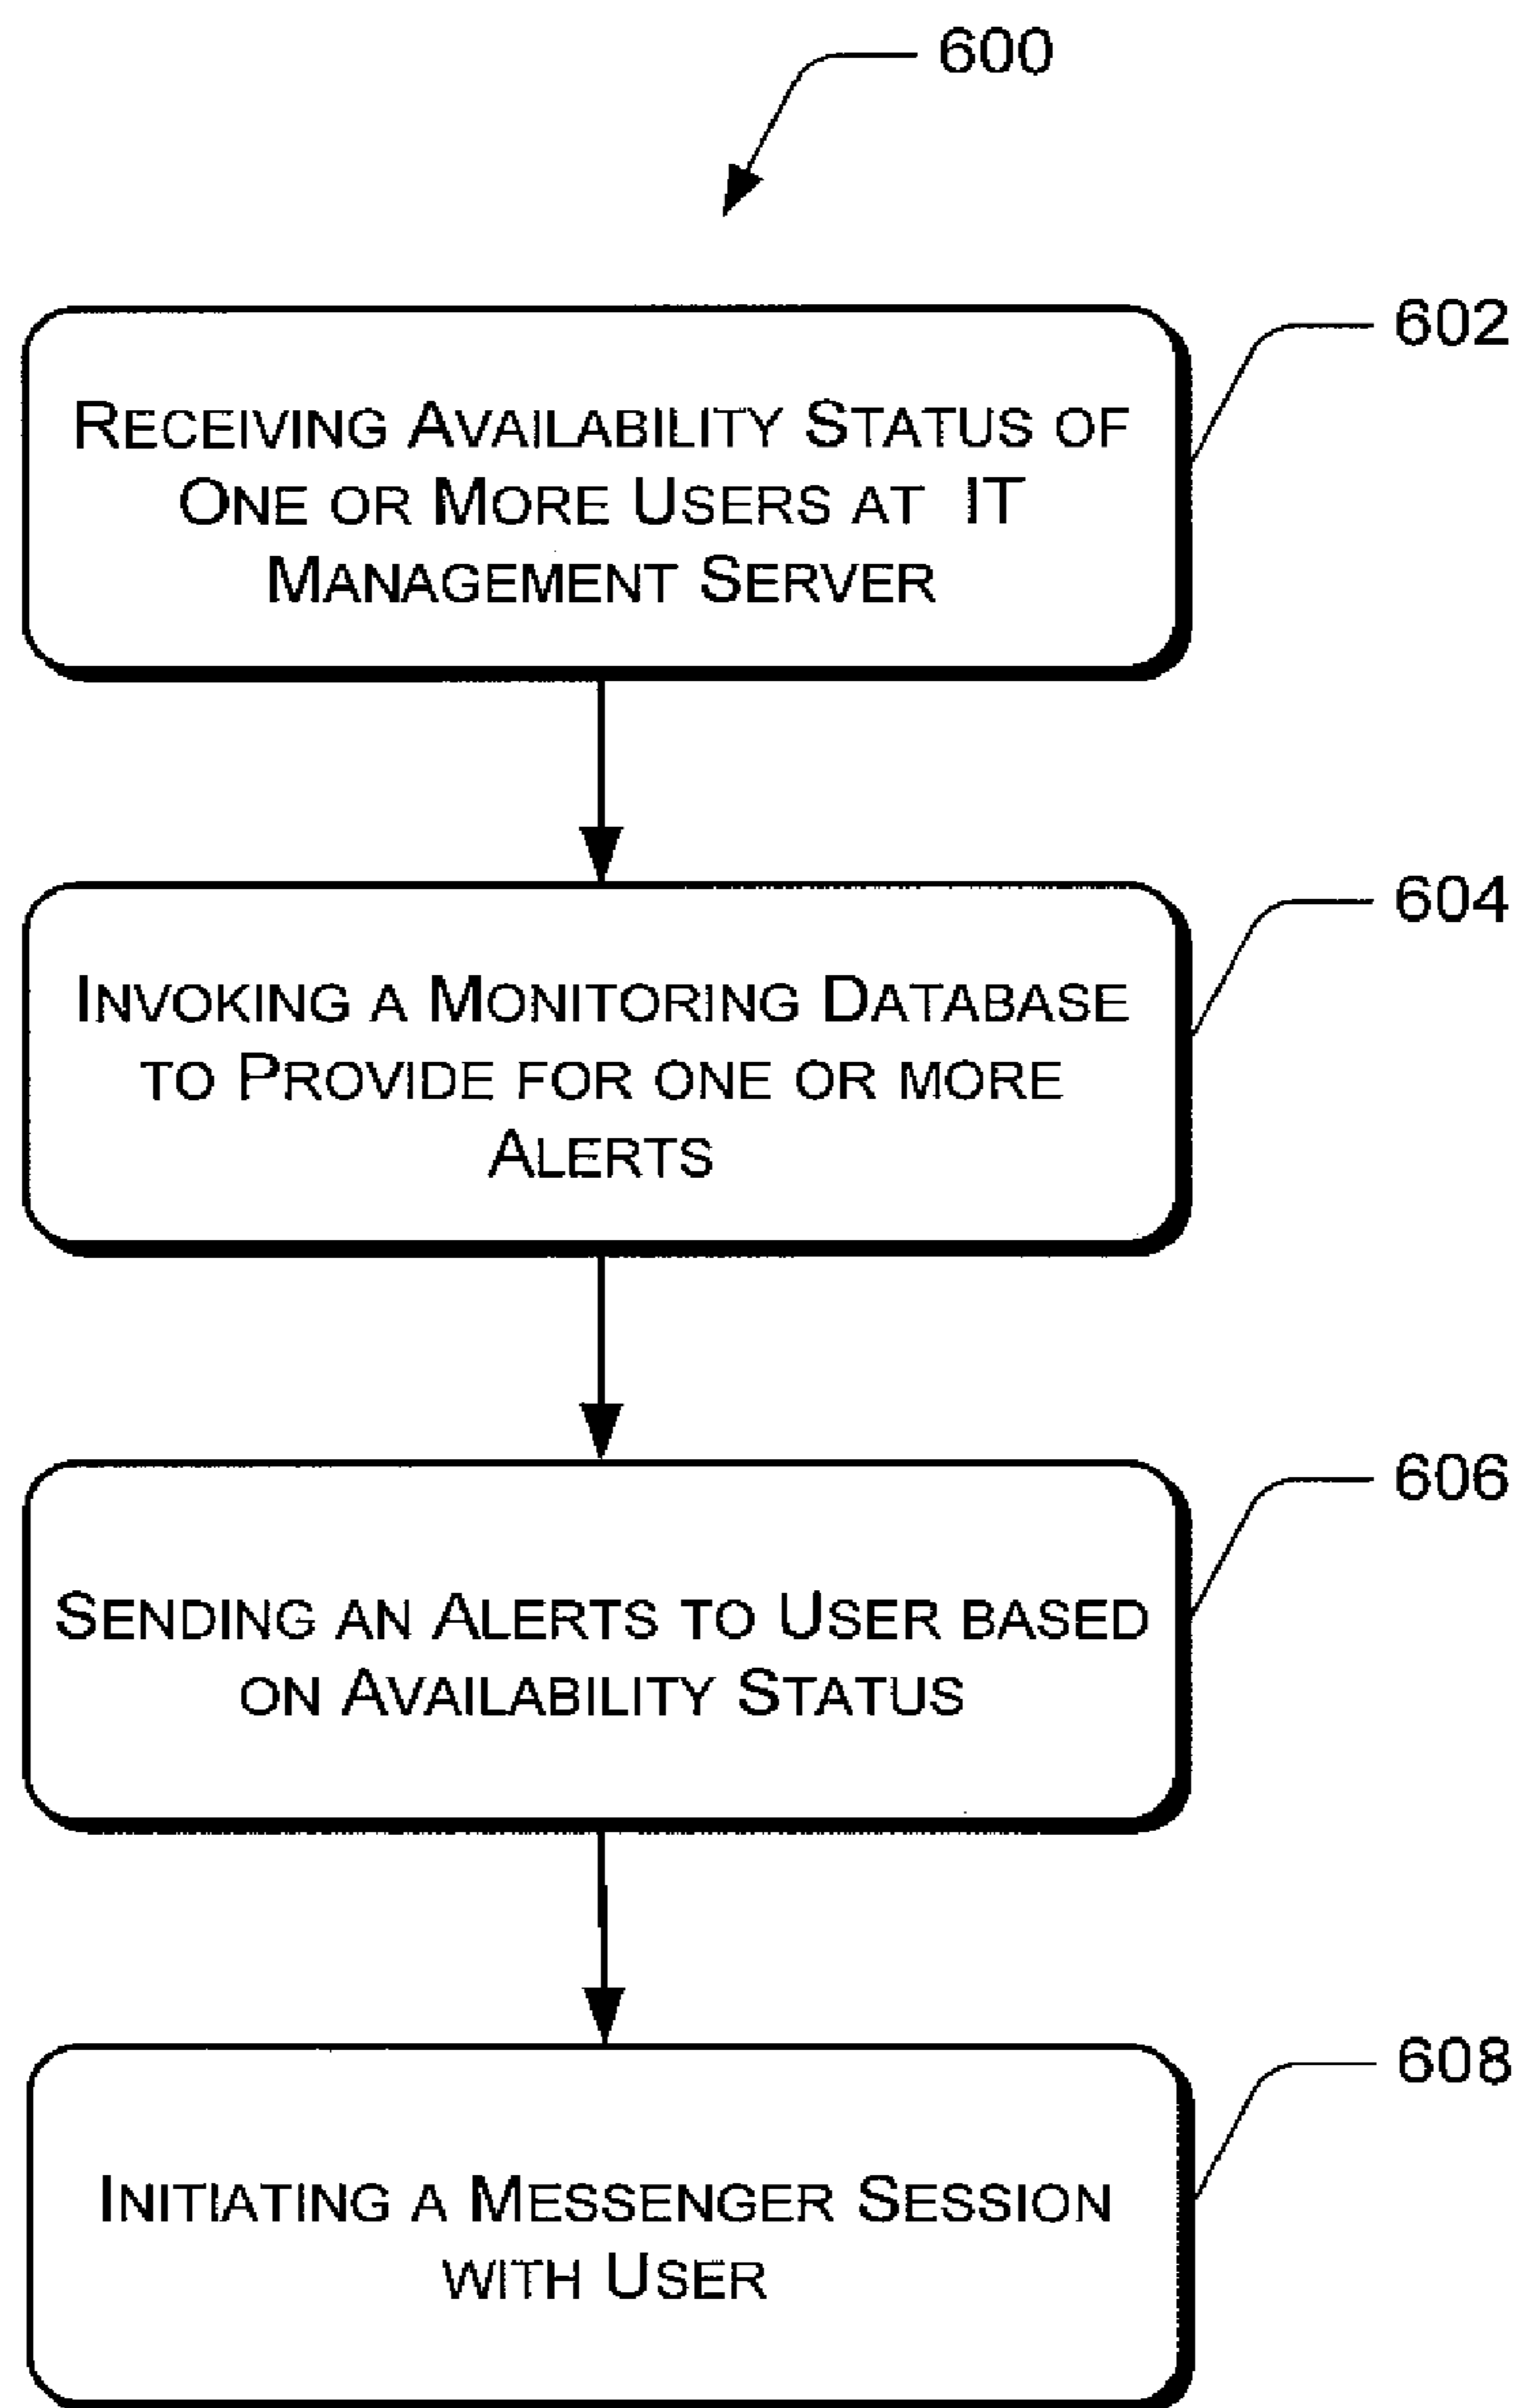 600
602
RECEIVING AVAILABILITY STATUS OF
ONE OR MORE USERS AT IT
MANAGEMENT SERVER
604
INVOKING A MONITORING DATABASE
TO PROVIDE FOR ONE OR MORE
ALERTS
606
SENDING AN ALERTS TO USER BASED
ON AVAILABILITY STATUS
608
INITIATING A MESSENGER SESSION
WITH USER